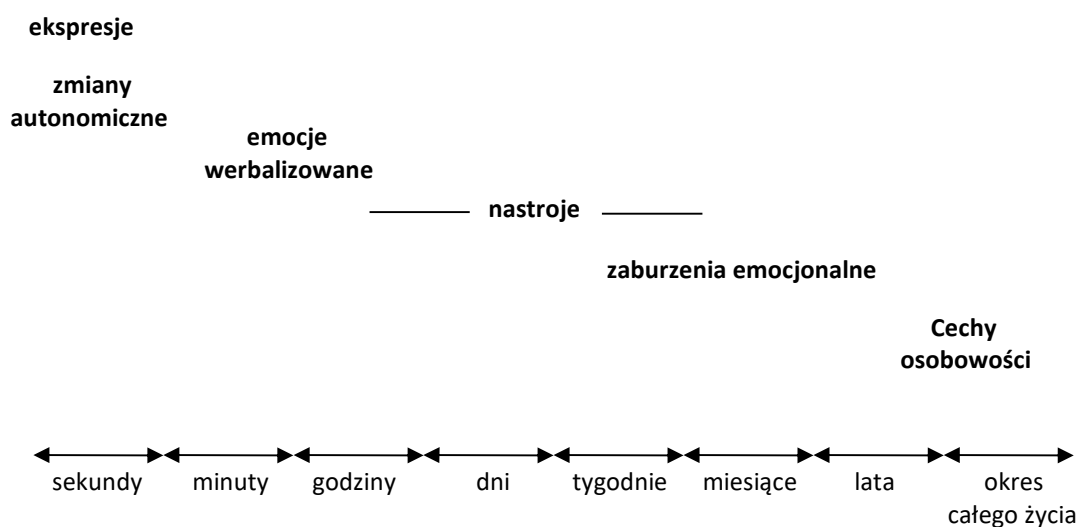 ekspresje
zmiany
autonomiczne
emocje
werbalizowane
nastroje
zaburzenia emocjonalne
Cechy
osobowości
sekundy minuty godziny dni tygodnie miesiące lata okres
całego życia